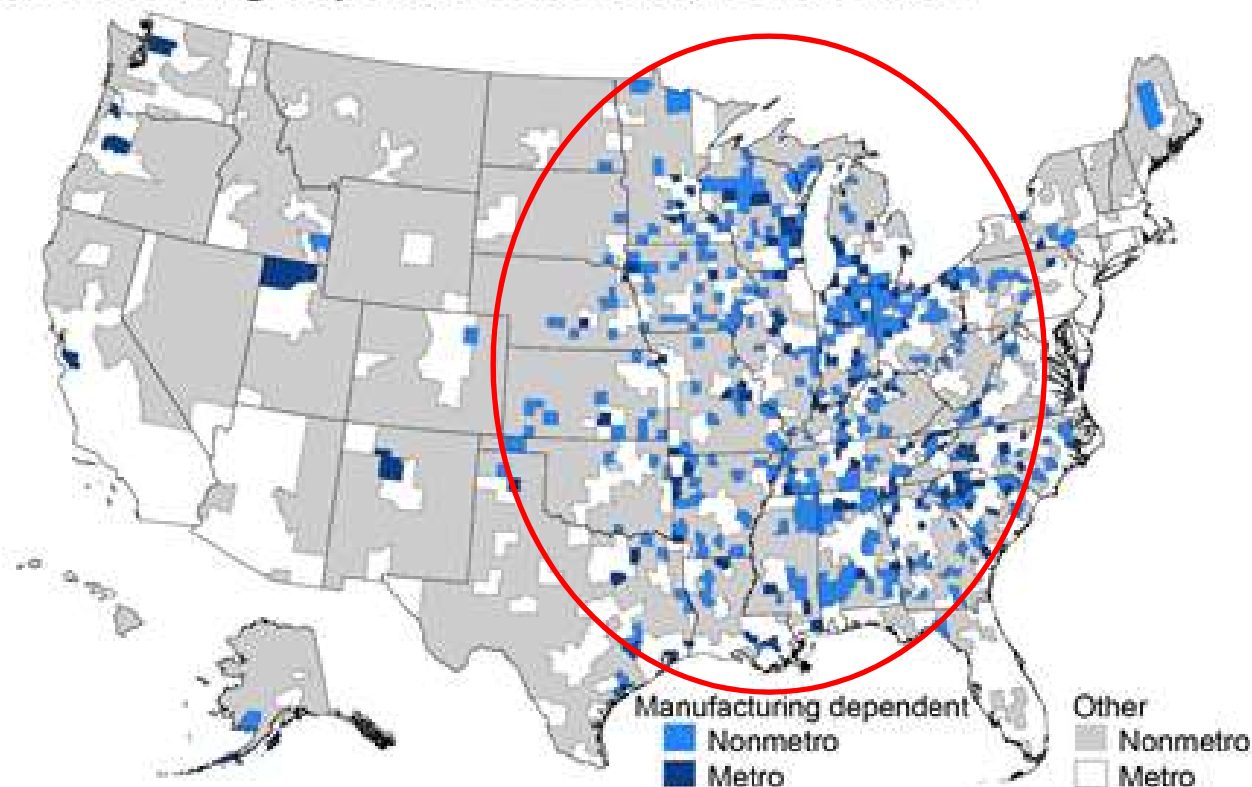 Manufacturing dependent
Nonmetro
Metro
Other
Nonmetro
Metro